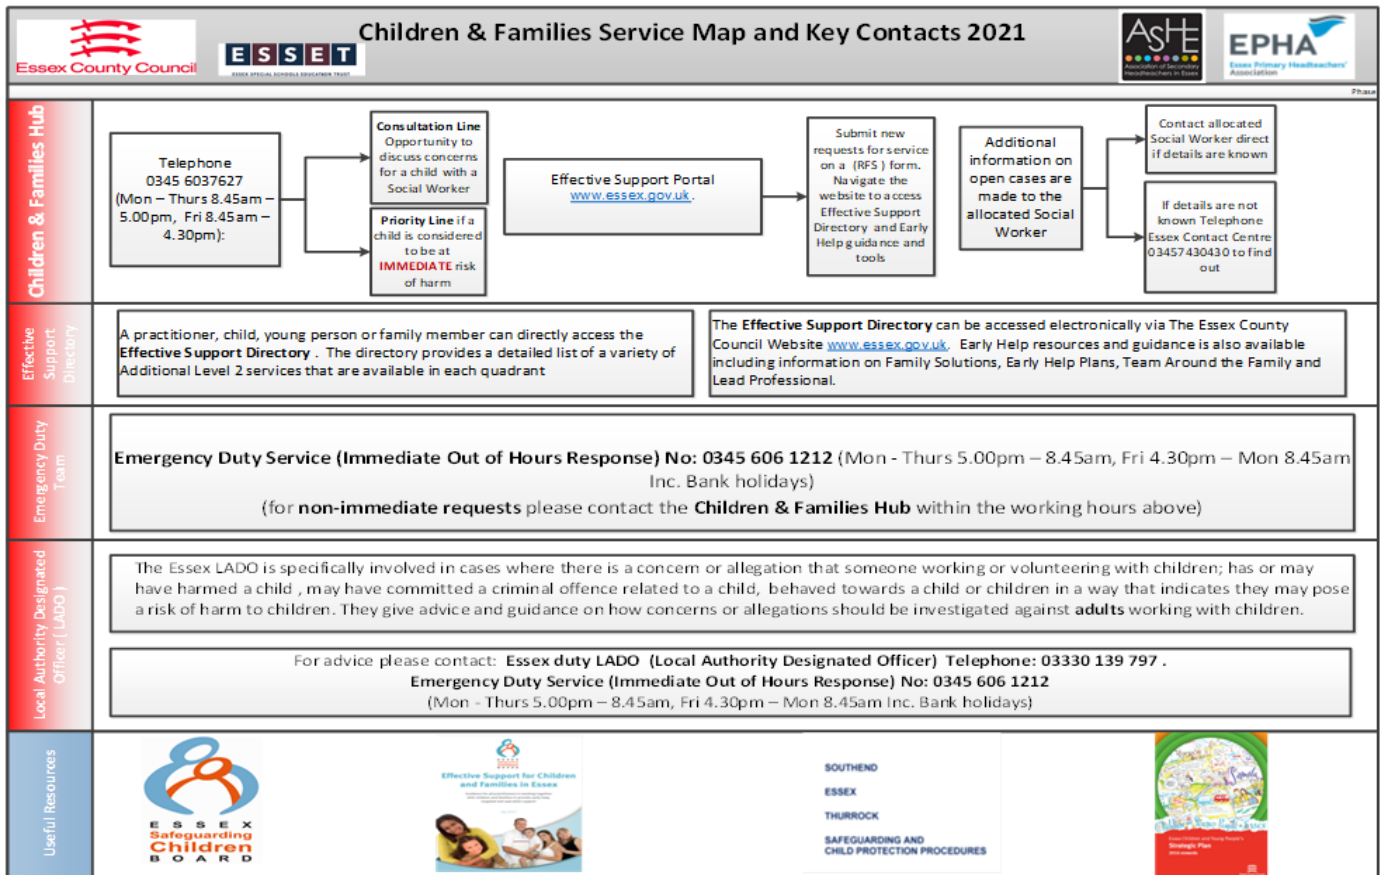 Children & Families Service Map and Key Contacts 2021
Essex County Council
ESSET
ESSEX SPECIAL SCHOOLS EDUCATION TRUST
ASHE
Association of Secondary
Headteachers in Essex
EPHA
Essex Primary Headteachers'
Association
Phase
Children & Families Hub
Telephone
0345 6037627
(Mon – Thurs 8.45am –
5.00pm, Fri 8.45am –
4.30pm):
Consultation Line
Opportunity to
discuss concerns
for a child with a
Social Worker
Priority Line if a
child is considered
to be at
IMMEDIATE risk
of harm
Effective Support Portal
www.essex.gov.uk.
Submit new
requests for service
on a (RFS ) form.
Navigate the
website to access
Effective Support
Directory and Early
Help guidance and
tools
Additional
information on
open cases are
made to the
allocated Social
Worker
Contact allocated
Social Worker direct
if details are known
If details are not
known Telephone
Essex Contact Centre
03457430430 to find
out
Effective
Support
Directory
A practitioner, child, young person or family member can directly access the
Effective Support Directory . The directory provides a detailed list of a variety of
Additional Level 2 services that are available in each quadrant
The Effective Support Directory can be accessed electronically via The Essex County
Council Website www.essex.gov.uk. Early Help resources and guidance is also available
including information on Family Solutions, Early Help Plans, Team Around the Family and
Lead Professional.
Emergency Duty
Team
Emergency Duty Service (Immediate Out of Hours Response) No: 0345 606 1212 (Mon - Thurs 5.00pm – 8.45am, Fri 4.30pm – Mon 8.45am
Inc. Bank holidays)
(for non-immediate requests please contact the Children & Families Hub within the working hours above)
Local Authority Designated
Officer ( LADO )
The Essex LADO is specifically involved in cases where there is a concern or allegation that someone working or volunteering with children; has or may
have harmed a child , may have committed a criminal offence related to a child, behaved towards a child or children in a way that indicates they may pose
a risk of harm to children. They give advice and guidance on how concerns or allegations should be investigated against adults working with children.
For advice please contact: Essex duty LADO (Local Authority Designated Officer) Telephone: 03330 139 797 .
Emergency Duty Service (Immediate Out of Hours Response) No: 0345 606 1212
(Mon - Thurs 5.00pm – 8.45am, Fri 4.30pm – Mon 8.45am Inc. Bank holidays)
Useful Resources
ESSEX
Safeguarding
Children
BOARD
Effective Support for Children
and Families in Essex
SOUTHEND
ESSEX
THURROCK
SAFEGUARDING AND
CHILD PROTECTION PROCEDURES
Essex Children and Young People's
Strategic Plan